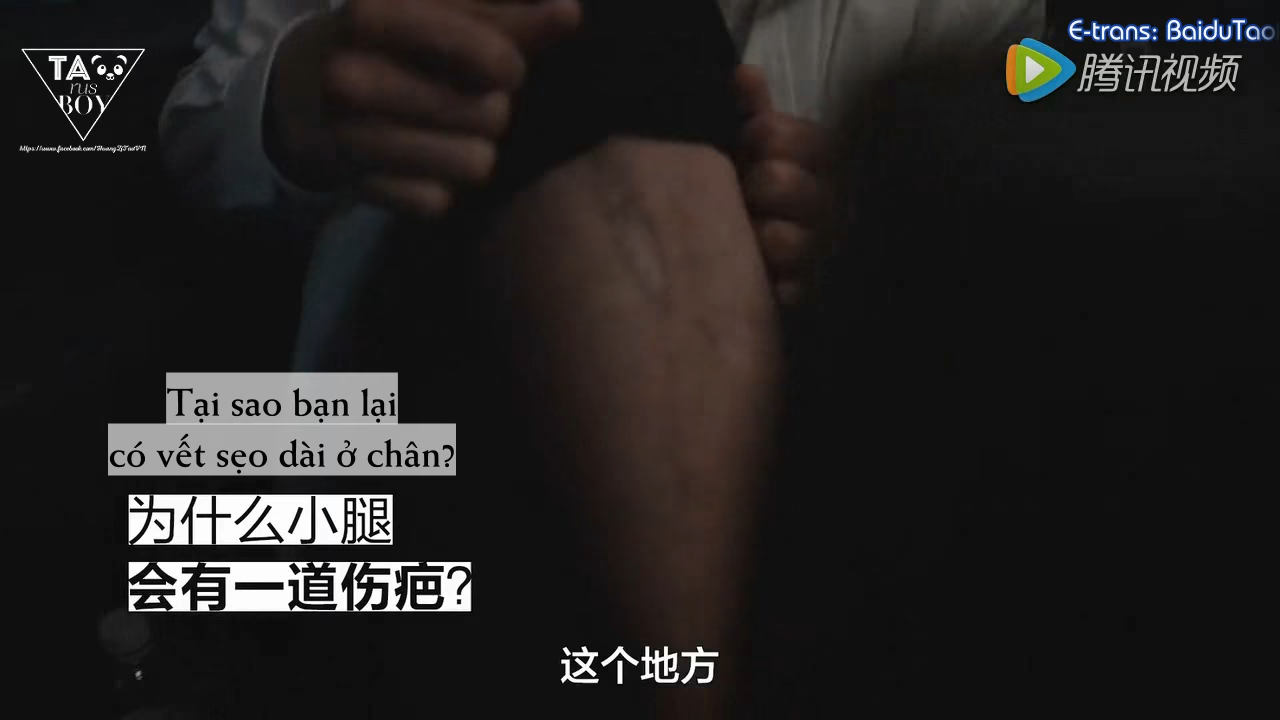 E-trans: BaiduTao
腾讯视频
TA
rus
BOY
Tại sao bạn lại
có vết sẹo dài ở chân?
为什么小腿
会有一道伤疤?
这个地方